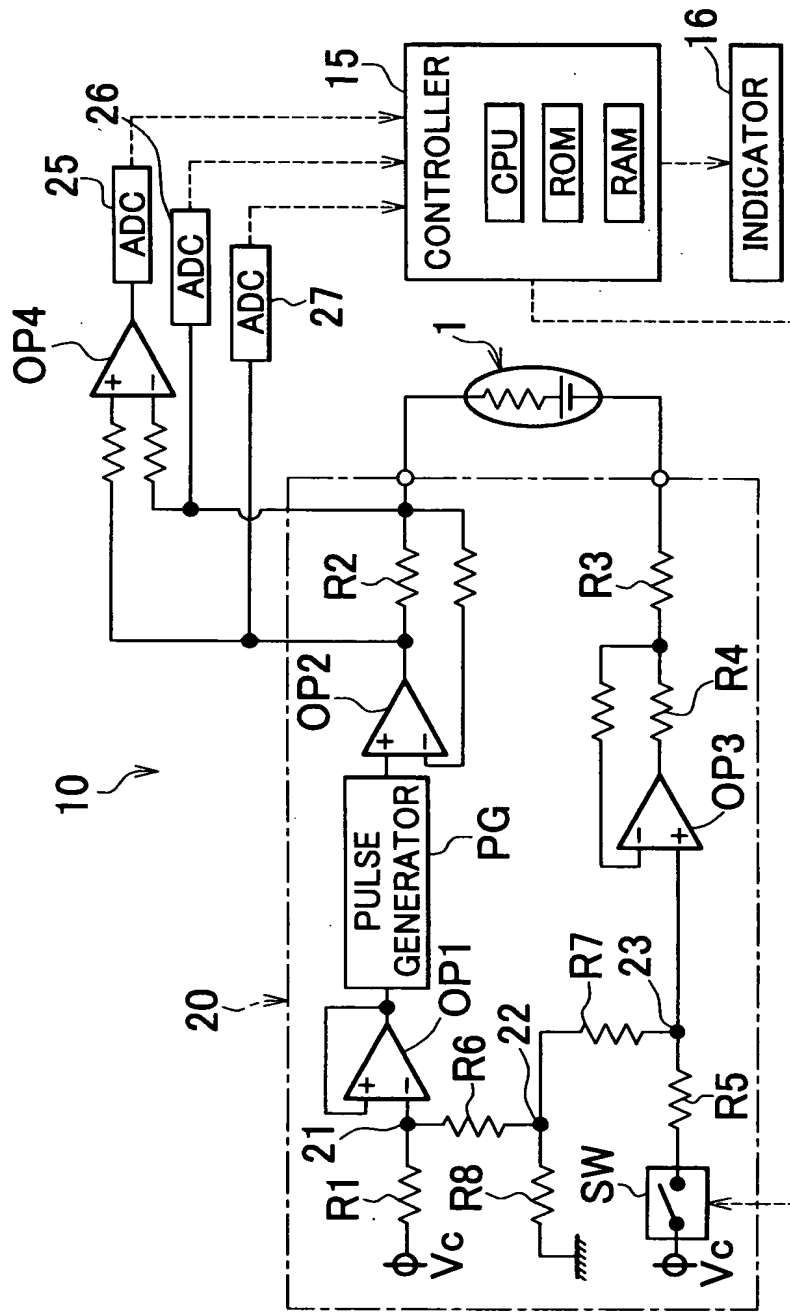 10
20
OP4
+
−
25
ADC
26
ADC
ADC
27
15
CONTROLLER
CPU
ROM
RAM
16
INDICATOR
1
R2
OP2
+
−
PULSE
GENERATOR
PG
OP1
+
−
21
R1
Vc
R6
22
R8
R7
23
R5
SW
Vc
OP3
−
+
R4
R3